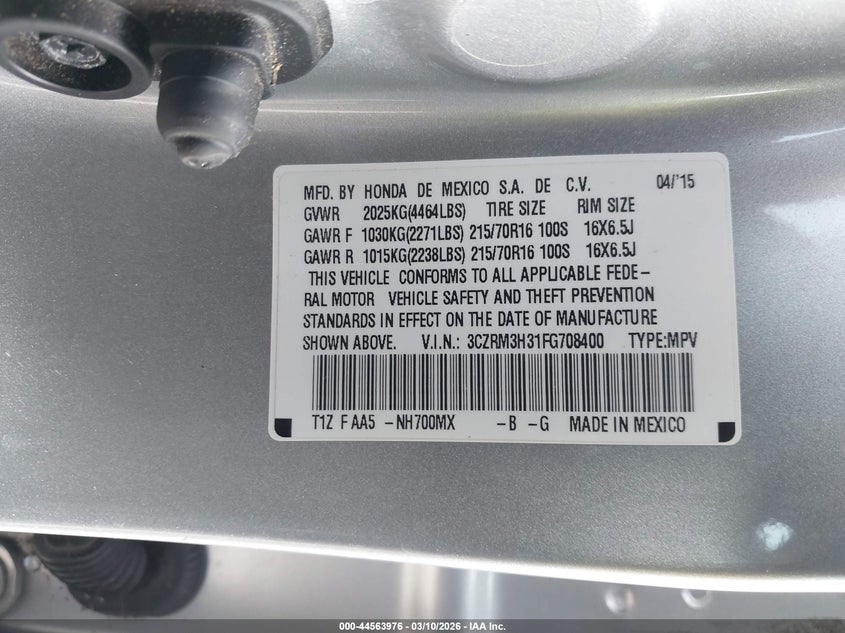 MFD. BY HONDA DE MEXICO S.A. DE C.V. 04/'15
GVWR 2025KG(4464LBS) TIRE SIZE RIM SIZE
GAWR F 1030KG(2271LBS) 215/70R16 100S 16X6.5J
GAWR R 1015KG(2238LBS) 215/70R16 100S 16X6.5J
THIS VEHICLE CONFORMS TO ALL APPLICABLE FEDE-
RAL MOTOR VEHICLE SAFETY AND THEFT PREVENTION
STANDARDS IN EFFECT ON THE DATE OF MANUFACTURE
SHOWN ABOVE. V.I.N.: 3CZRM3H31FG708400 TYPE:MPV
T1Z F AA5 -NH700MX -B -G MADE IN MEXICO
000-44563976 - 03/10/2026 - IAA Inc.